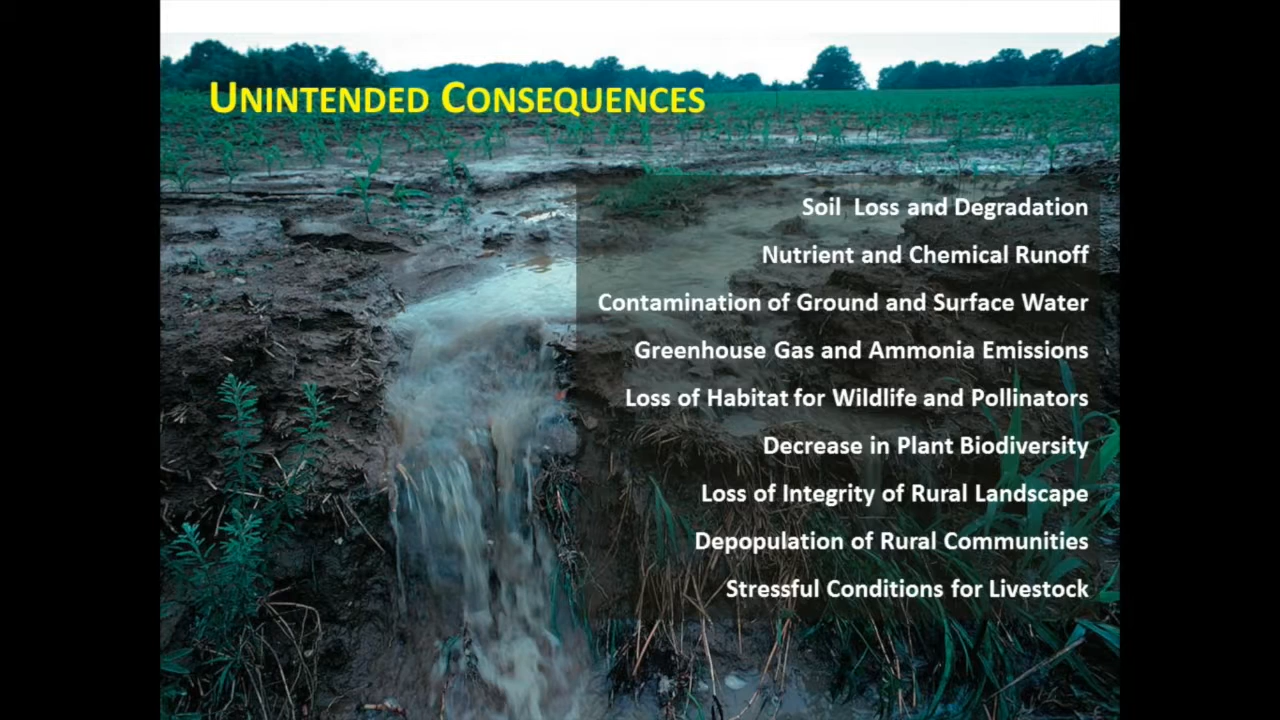 UNINTENDED CONSEQUENCES
Soil Loss and Degradation
Nutrient and Chemical Runoff
Contamination of Ground and Surface Water
Greenhouse Gas and Ammonia Emissions
Loss of Habitat for Wildlife and Pollinators
Decrease in Plant Biodiversity
Loss of Integrity of Rural Landscape
Depopulation of Rural Communities
Stressful Conditions for Livestock